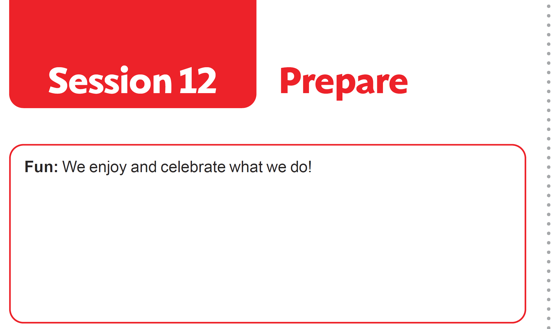 Session 12 Prepare
Fun: We enjoy and celebrate what we do!